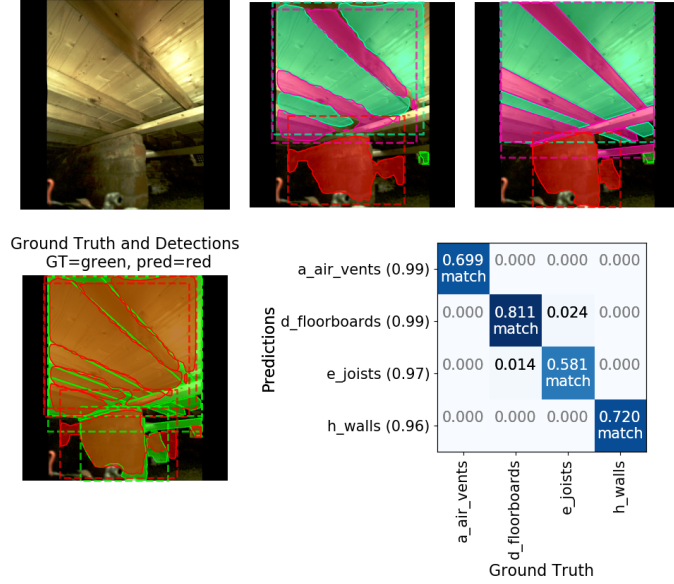 Ground Truth and Detections
GT=green, pred=red
Predictions
a_air_vents (0.99)
0.699
match
0.000
0.000
0.000
d_floorboards (0.99)
0.000
0.811
match
0.024
0.000
e_joists (0.97)
0.000
0.014
0.581
match
0.000
h_walls (0.96)
0.000
0.000
0.000
0.720
match
a_air_vents
d_floorboards
e_joists
h_walls
Ground Truth